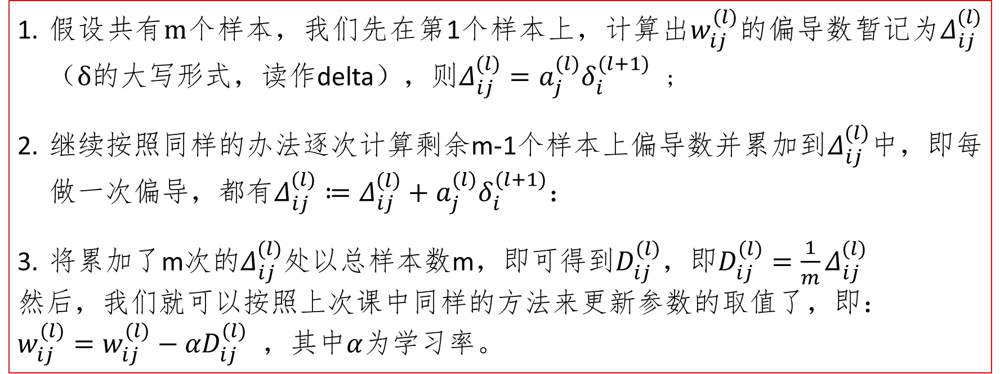 1. 假设共有m个样本，我们先在第1个样本上，计算出$w_{ij}^{(l)}$的偏导数暂记为$\Delta_{ij}^{(l)}$
（δ的大写形式，读作delta），则$\Delta_{ij}^{(l)} = a_j^{(l)}\delta_i^{(l+1)}$；
2. 继续按照同样的办法逐次计算剩余m-1个样本上偏导数并累加到$\Delta_{ij}^{(l)}$中，即每
做一次偏导，都有$\Delta_{ij}^{(l)} := \Delta_{ij}^{(l)} + a_j^{(l)}\delta_i^{(l+1)}$：
3. 将累加了m次的$\Delta_{ij}^{(l)}$处以总样本数m，即可得到$D_{ij}^{(l)}$，即$D_{ij}^{(l)} = \frac{1}{m}\Delta_{ij}^{(l)}$
然后，我们就可以按照上次课中同样的方法来更新参数的取值了，即：
$w_{ij}^{(l)} = w_{ij}^{(l)} - \alpha D_{ij}^{(l)}$ ，其中$\alpha$为学习率。